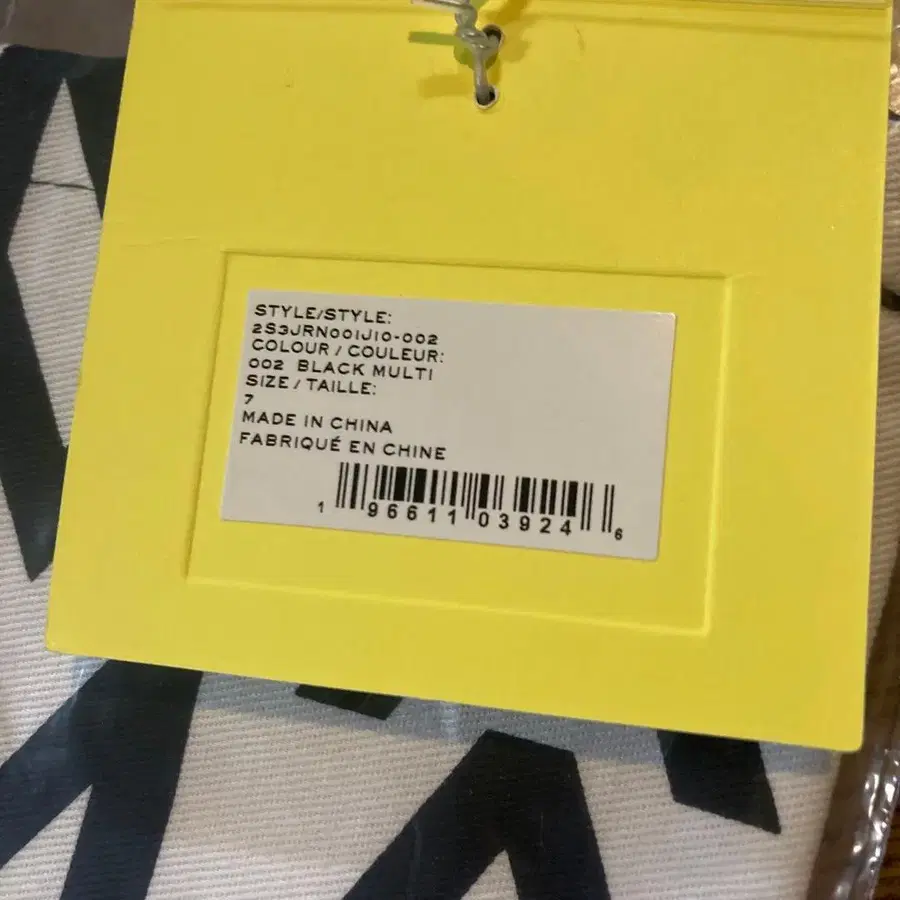 STYLE/STYLE:
2S3JRN001J10-002
COLOUR / COULEUR:
002 BLACK MULTI
SIZE / TAILLE:
7
MADE IN CHINA
FABRIQUÉ EN CHINE
1 96611 03924 6